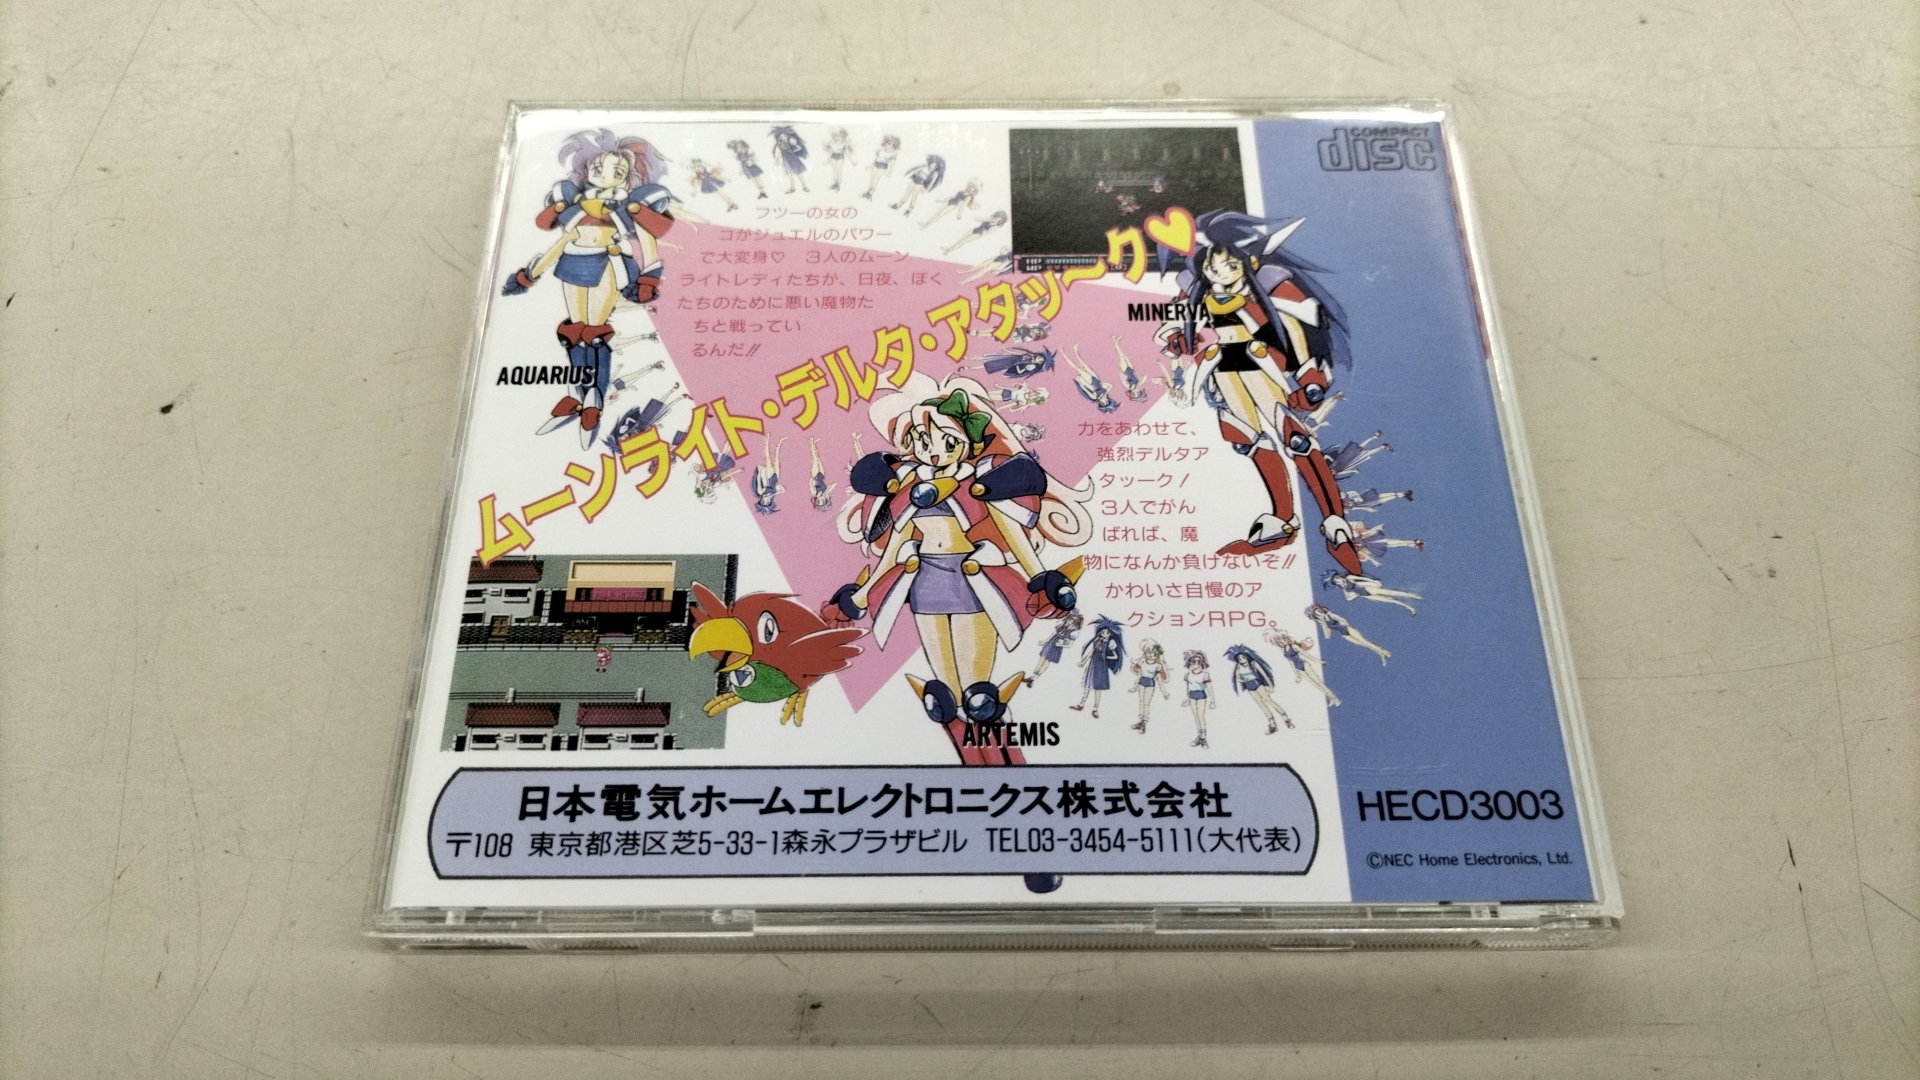 COMPACT
disc
フツーの女の
コがジュエルのパワー
で大変身♡ 3人のムーン
ライトレディたちが、日夜、ぼく
たちのために悪い魔物た
ちと戦ってい
るんだ!!
ムーンライト・デルタ・アタッーク♥
AQUARIUS
MINERVA
力をあわせて、
強烈デルタア
タッーク!
3人でがん
ばれば、魔
物になんか負けないぞ!!
かわいさ自慢のア
クションRPG。
ARTEMIS
日本電気ホームエレクトロニクス株式会社
〒108 東京都港区芝5-33-1森永プラザビル TEL03-3454-5111(大代表)
HECD3003
©NEC Home Electronics, Ltd.